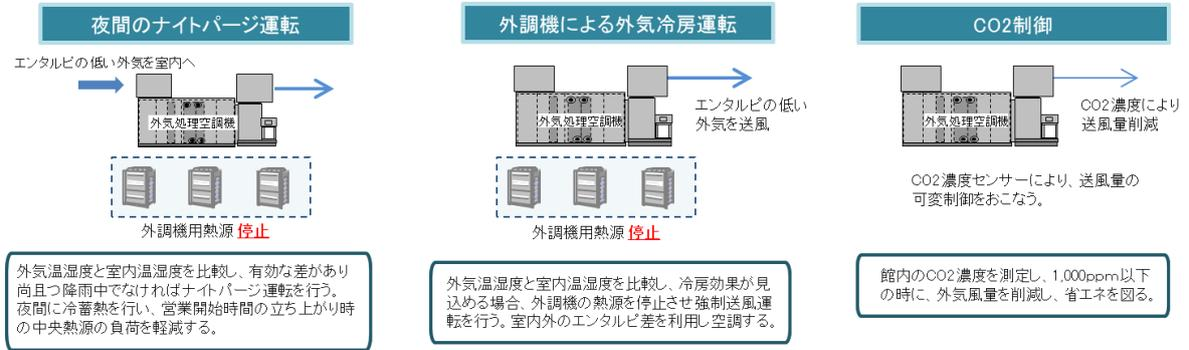 夜間のナイトパージ運転
エンタルピの低い外気を室内へ
外気処理空調機
外調機用熱源 停止
外気温湿度と室内温湿度を比較し、有効な差があり
尚且つ降雨中でなければナイトパージ運転を行う。
夜間に冷蓄熱を行い、営業開始時間の立ち上がり時
の中央熱源の負荷を軽減する。
外調機による外気冷房運転
エンタルピの低い
外気を送風
外気処理空調機
外調機用熱源 停止
外気温湿度と室内温湿度を比較し、冷房効果が見
込める場合、外調機の熱源を停止させ強制送風運
転を行う。室内外のエンタルピ差を利用し空調する。
CO2制御
CO2濃度により
送風量削減
外気処理空調機
CO2濃度センサーにより、送風量の
可変制御をおこなう。
館内のCO2濃度を測定し、1,000ppm以下
の時に、外気風量を削減し、省エネを図る。